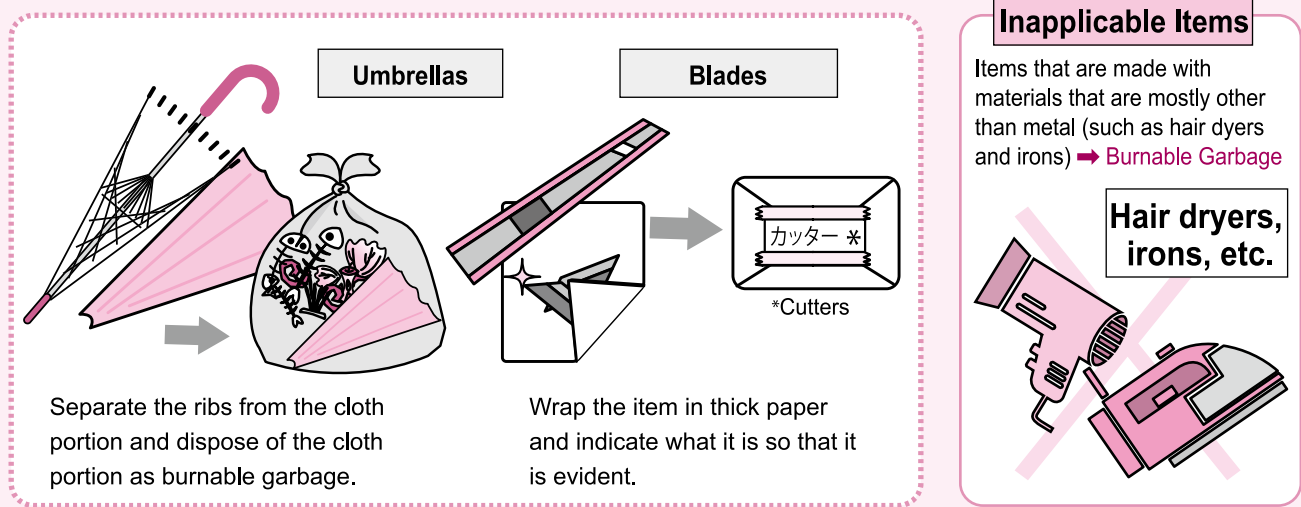 Umbrellas
Separate the ribs from the cloth
portion and dispose of the cloth
portion as burnable garbage.
Blades
カッター *
*Cutters
Wrap the item in thick paper
and indicate what it is so that it
is evident.
Inapplicable Items
Items that are made with
materials that are mostly other
than metal (such as hair dyers
and irons) ➡ Burnable Garbage
Hair dryers,
irons, etc.